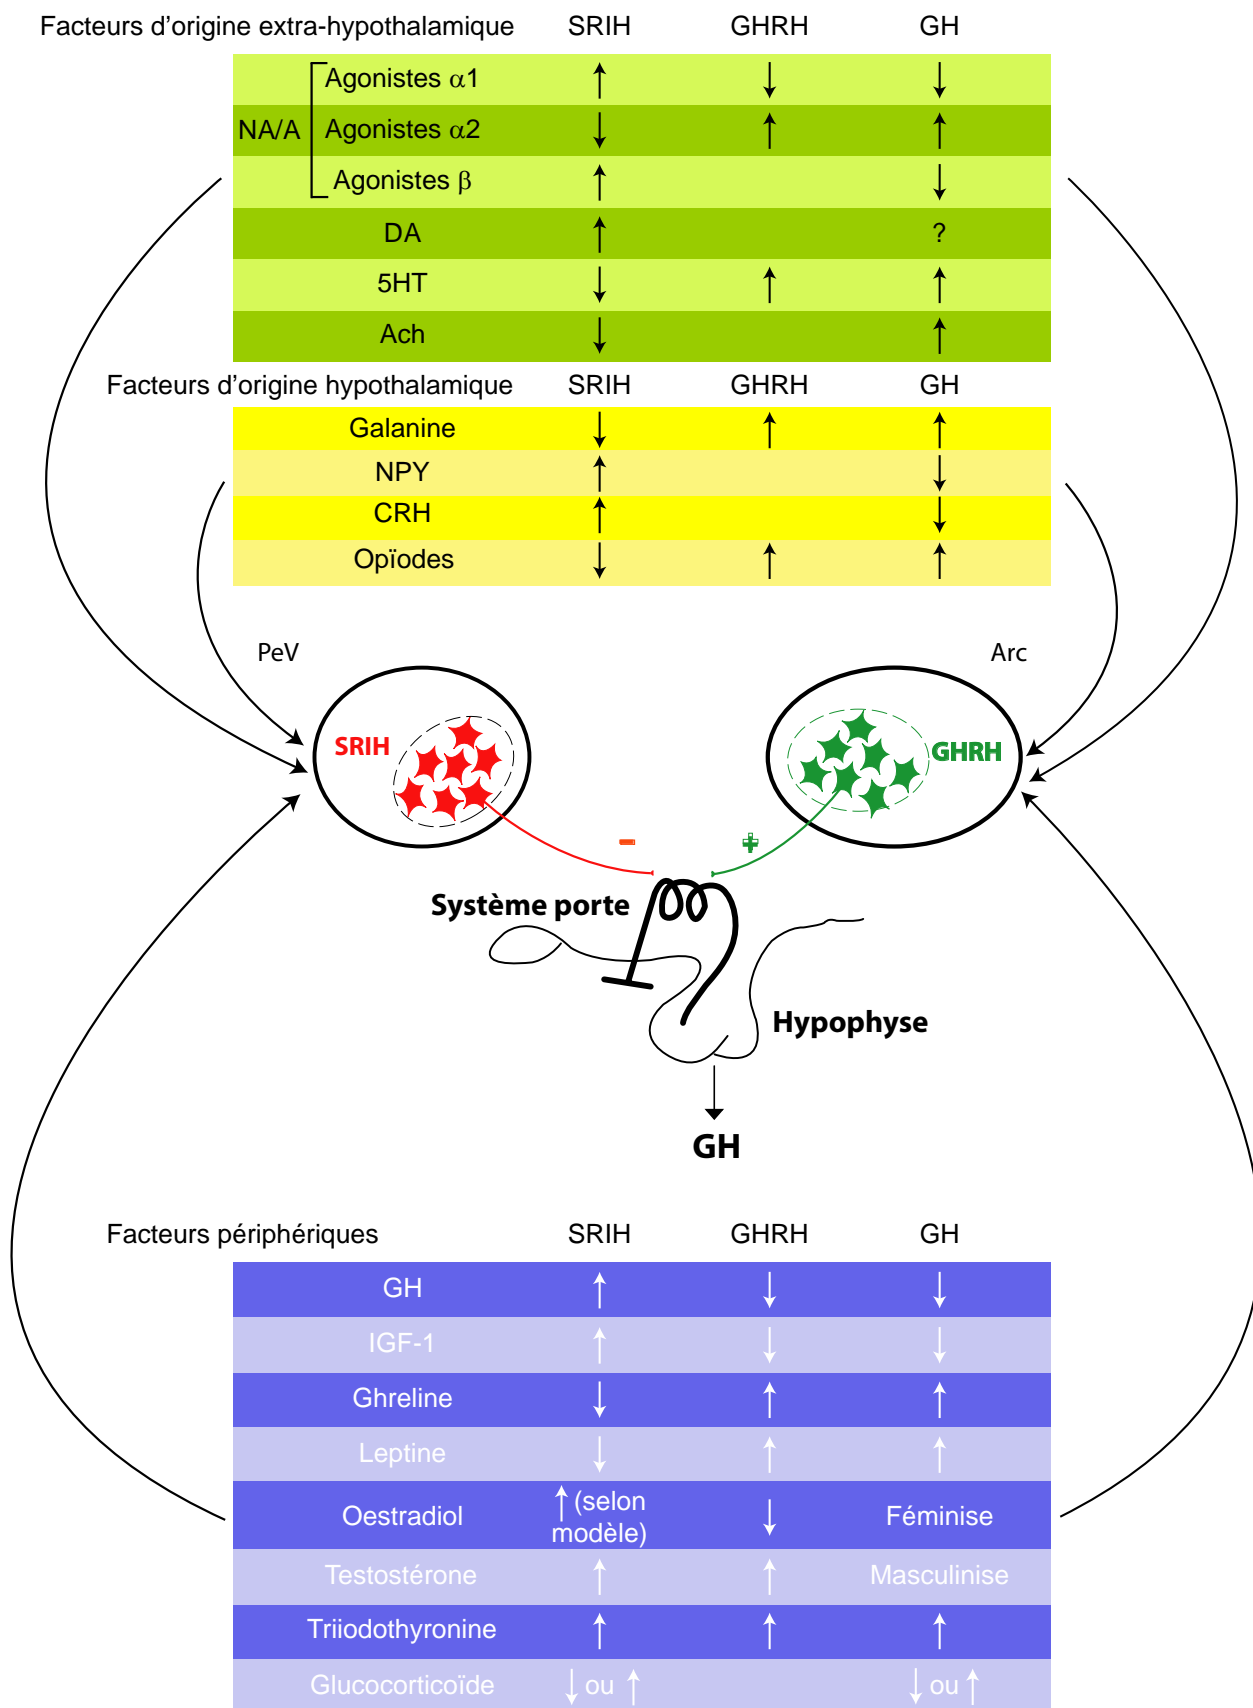 Facteurs d'origine extra-hypothalamique SRIH GHRH GH
Agonistes α1 ↑ ↓ ↓
NA/A Agonistes α2 ↓ ↑ ↑
Agonistes β ↑ ↓
DA ↑ ?
5HT ↓ ↑ ↑
Ach ↓ ↑
Facteurs d'origine hypothalamique SRIH GHRH GH
Galanine ↓ ↑ ↑
NPY ↑ ↓
CRH ↑ ↓
Opïodes ↓ ↑ ↑
PeV Arc
SRIH GHRH
- +
Système porte
Hypophyse
GH
Facteurs périphériques SRIH GHRH GH
GH ↑ ↓ ↓
IGF-1 ↑ ↓ ↓
Ghreline ↓ ↑ ↑
Leptine ↓ ↑ ↑
Oestradiol ↑ (selon modèle) ↓ Féminise
Testostérone ↑ ↑ Masculinise
Triiodothyronine ↑ ↑ ↑
Glucocorticoïde ↓ ou ↑ ↓ ou ↑